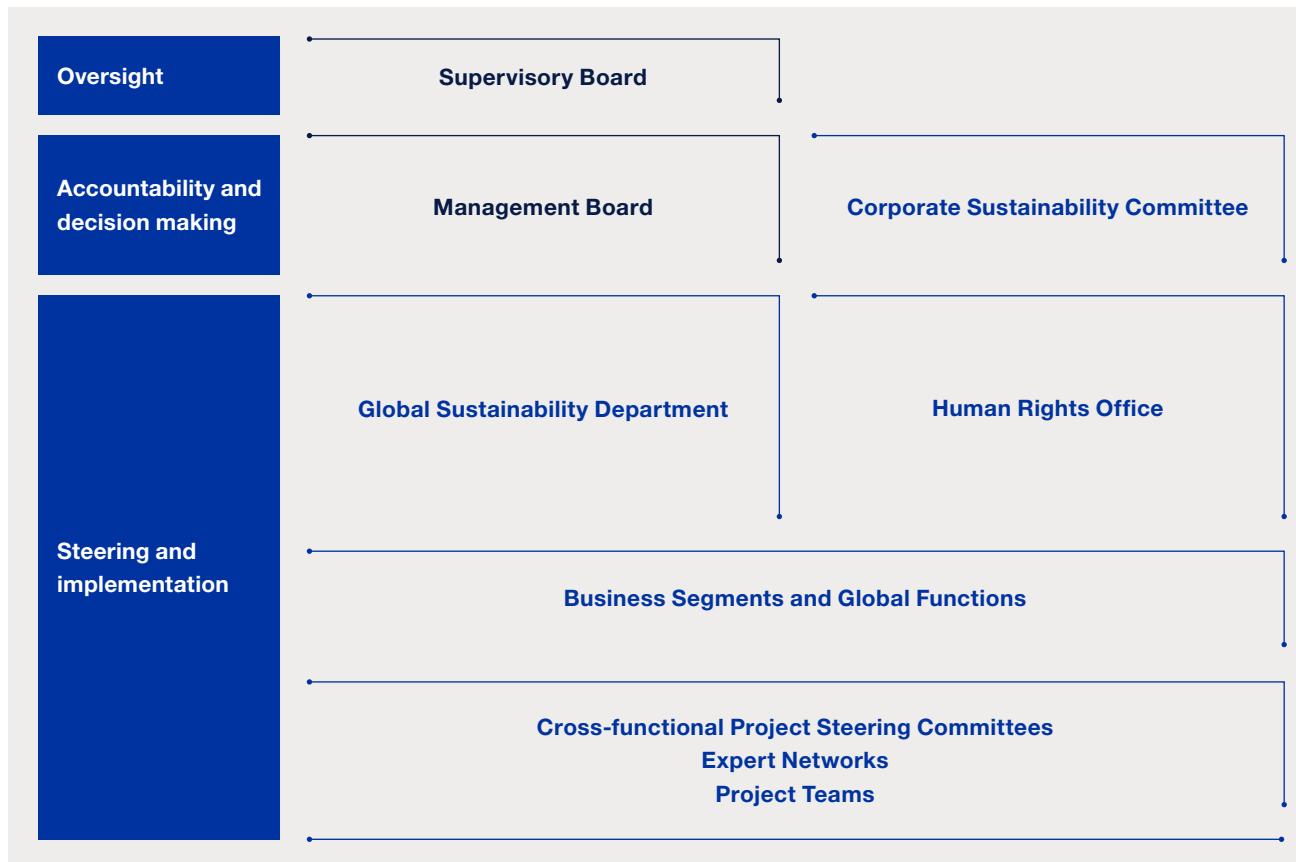 Oversight
Supervisory Board
Accountability and
decision making
Management Board
Corporate Sustainability Committee
Steering and
implementation
Global Sustainability Department
Human Rights Office
Business Segments and Global Functions
Cross-functional Project Steering Committees
Expert Networks
Project Teams